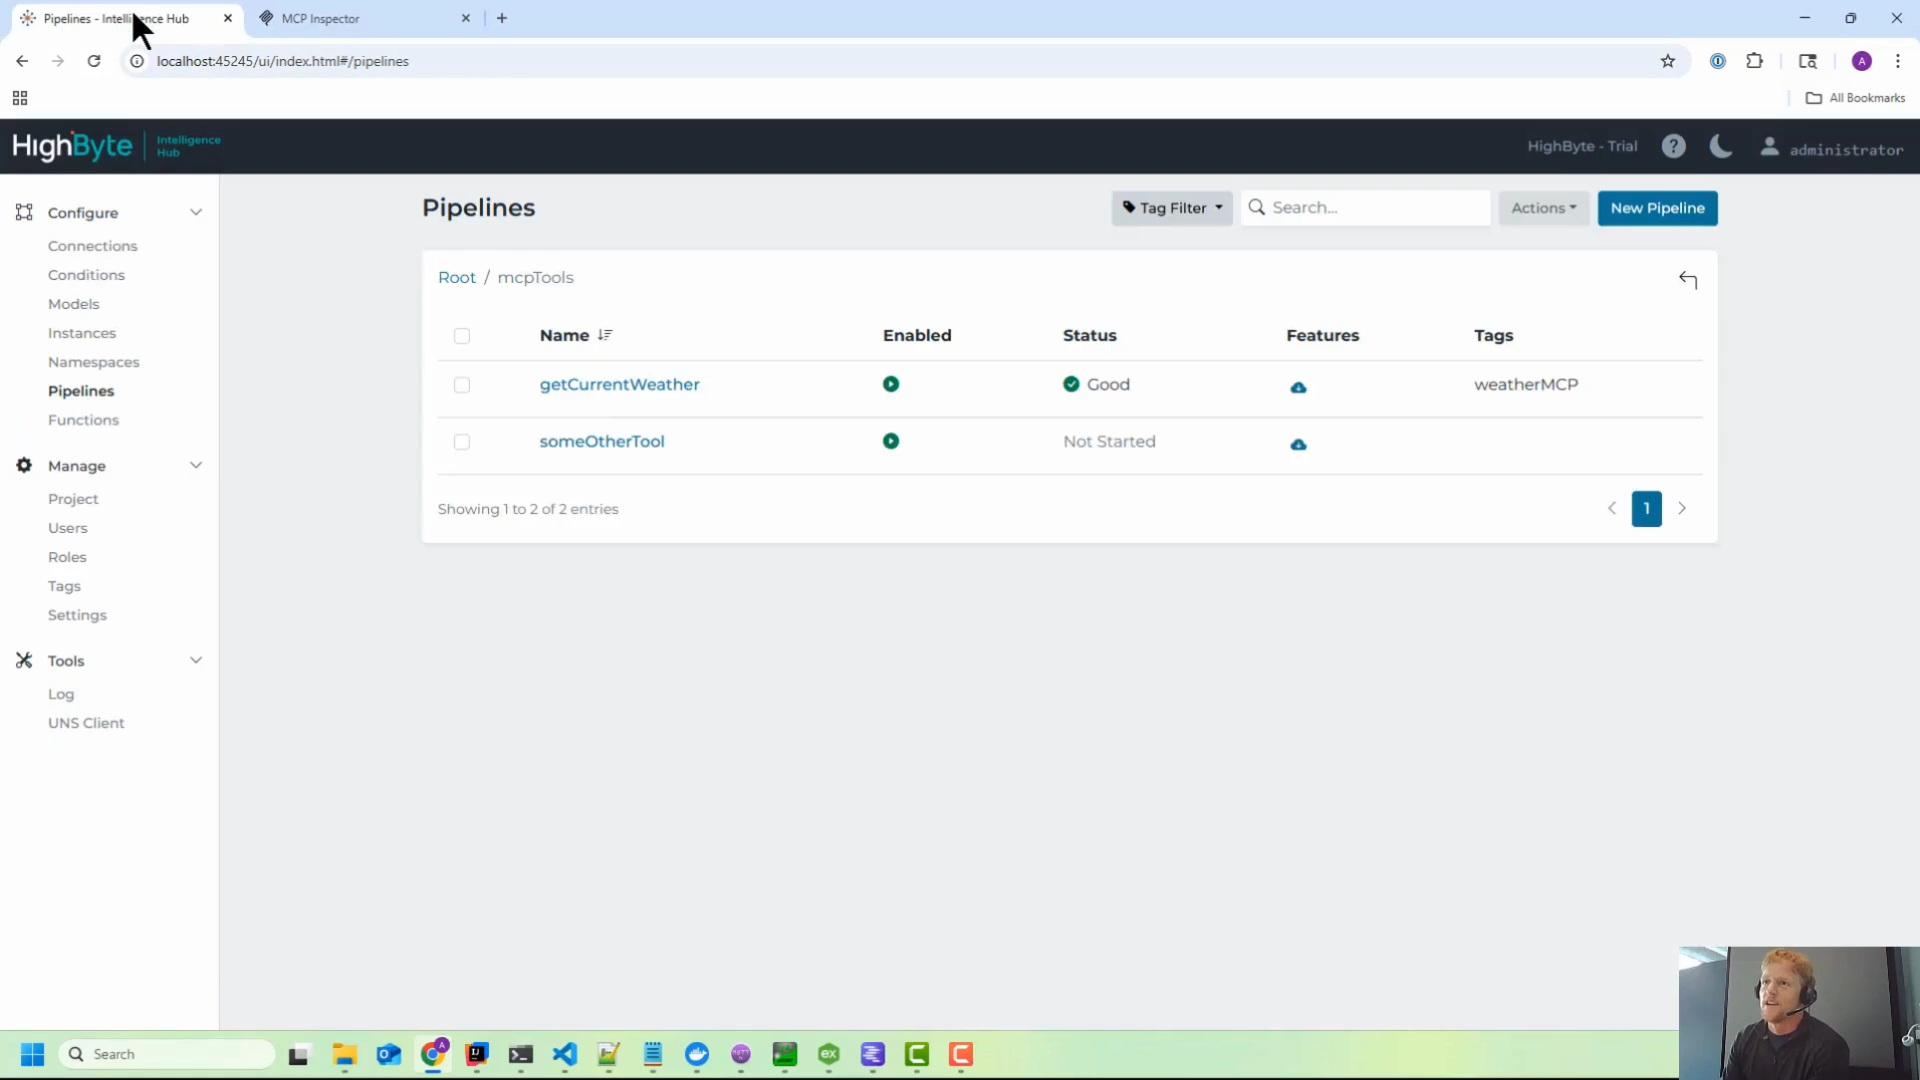 Pipelines - Intelligence Hub
MCP Inspector
localhost:45245/ui/index.html#/pipelines
A
All Bookmarks
HighByte
Intelligence
Hub
HighByte - Trial
?
administrator
Configure
Connections
Conditions
Models
Instances
Namespaces
Pipelines
Functions
Manage
Project
Users
Roles
Tags
Settings
Tools
Log
UNS Client
Pipelines
Tag Filter
Search...
Actions
New Pipeline
Root / mcpTools
Name Enabled Status Features Tags
getCurrentWeather Good weatherMCP
someOtherTool Not Started
Showing 1 to 2 of 2 entries
1
Search